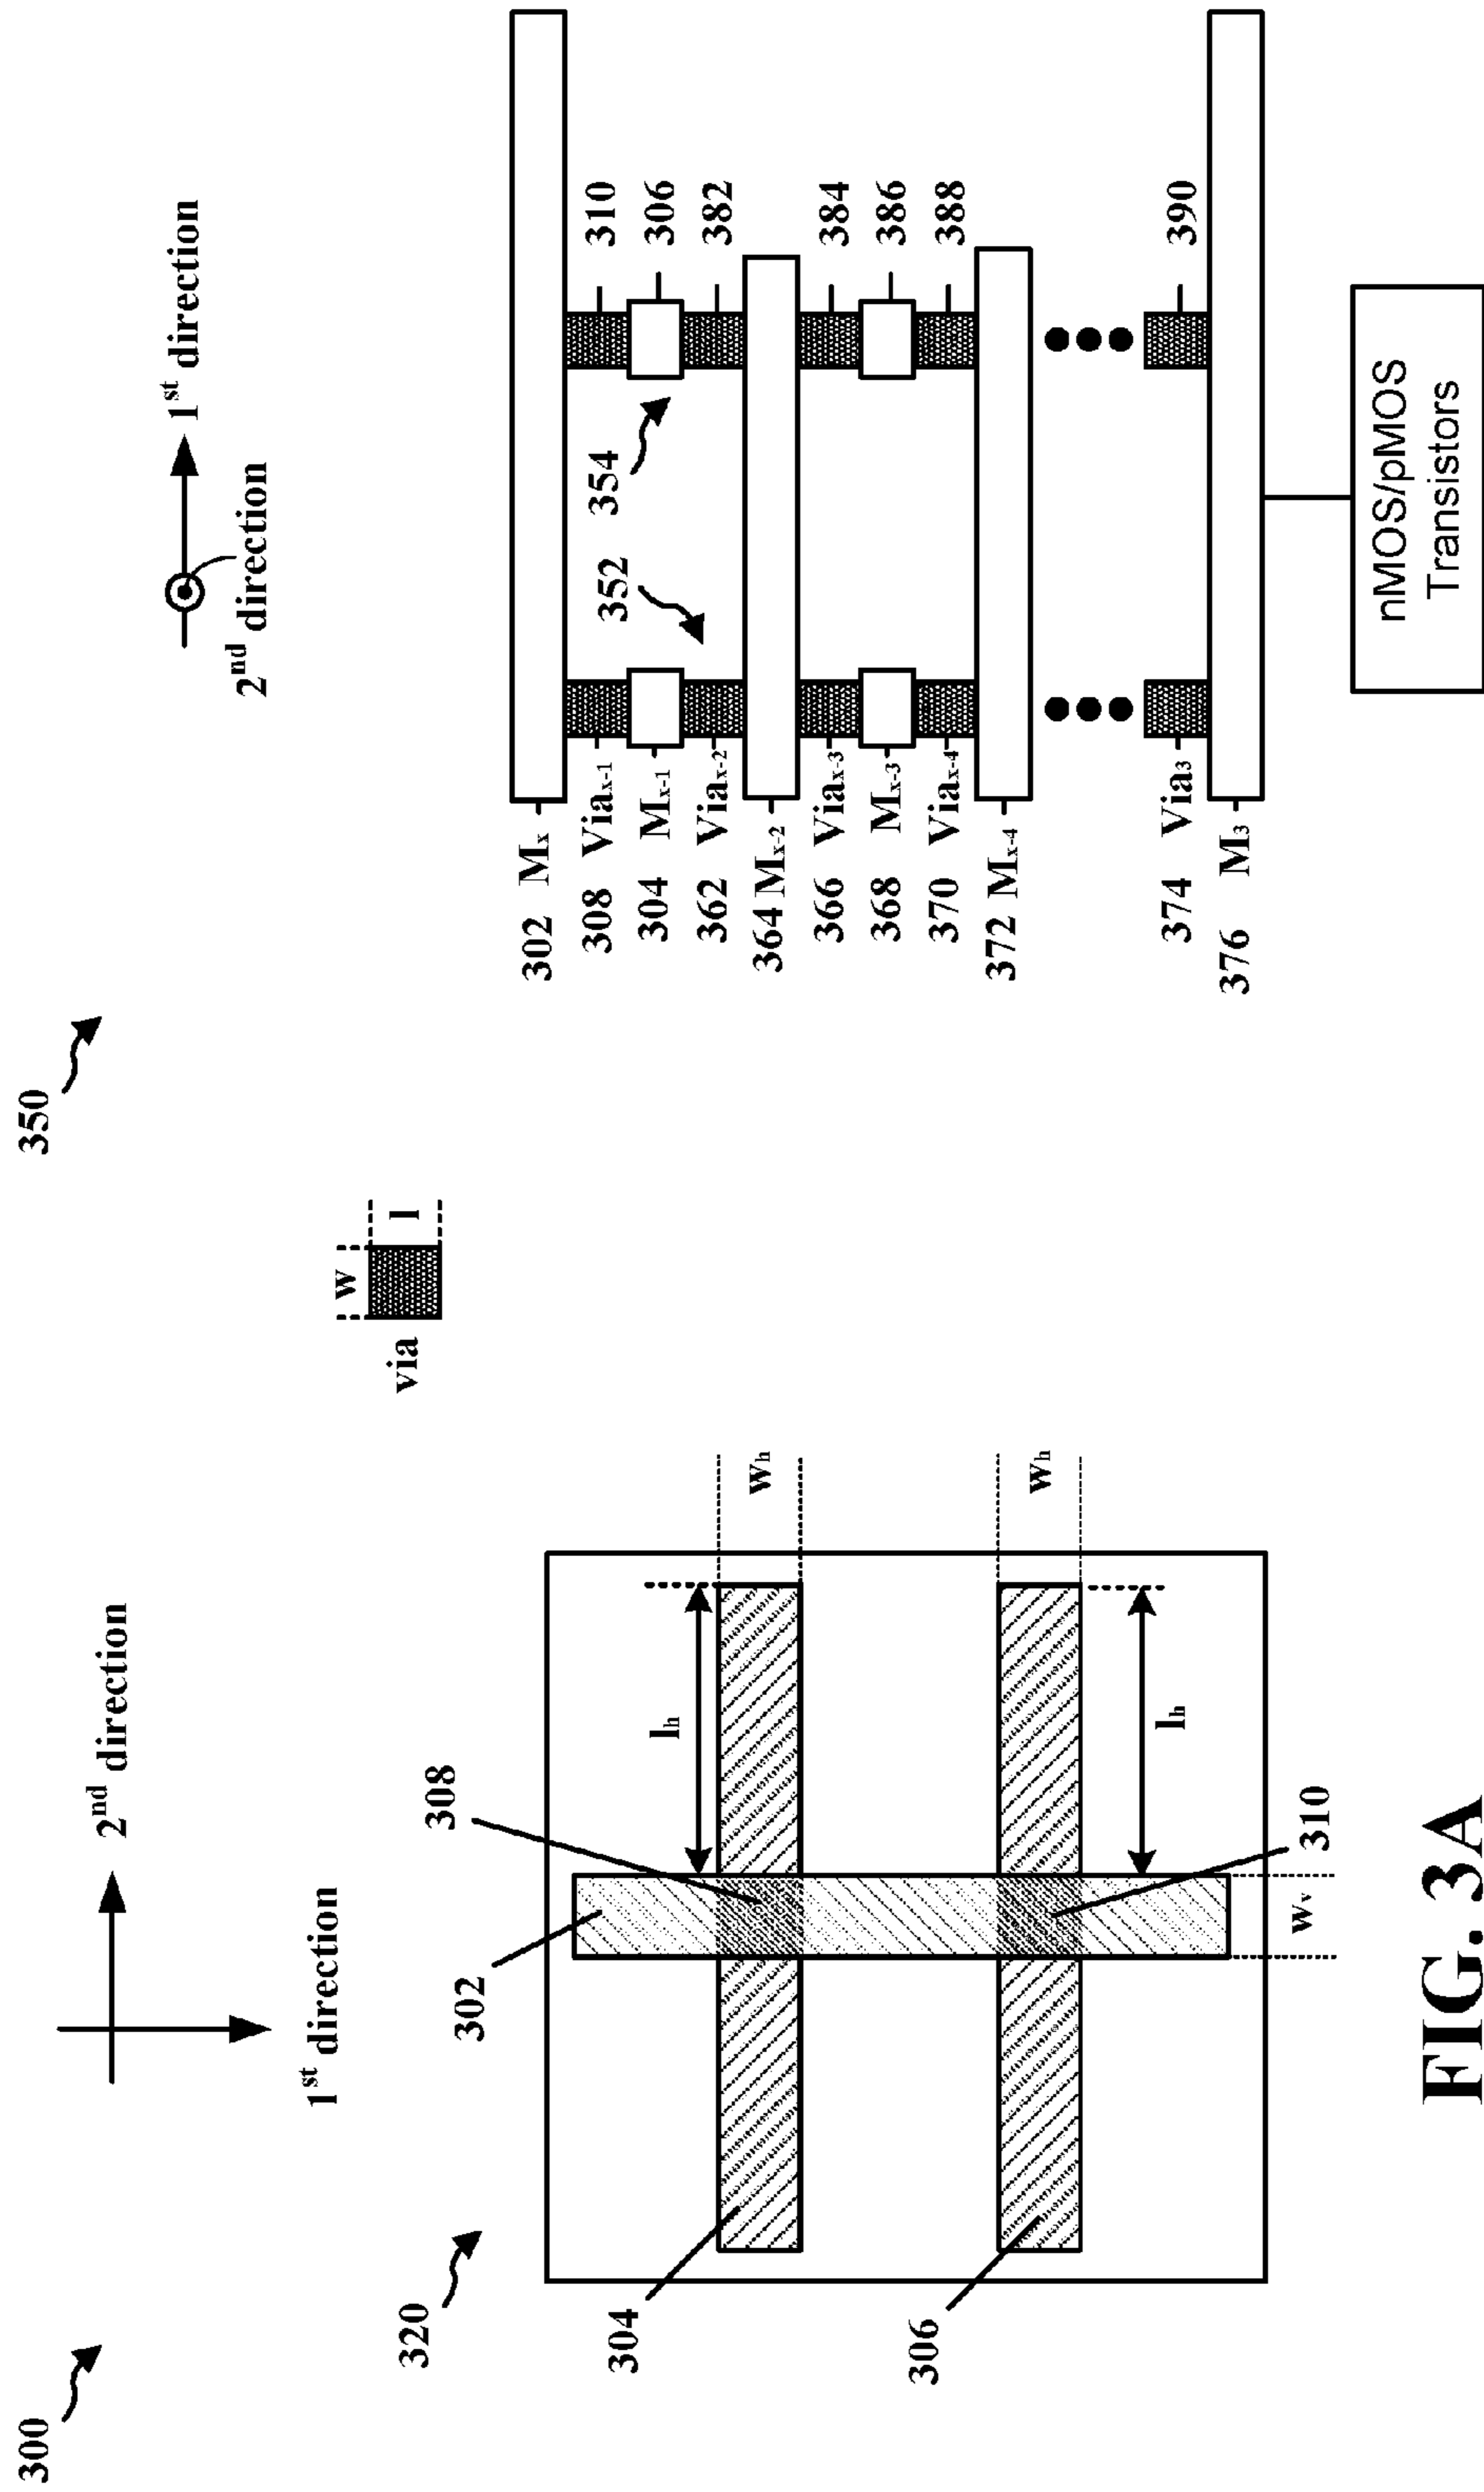 300
2nd direction
1st direction
320
302
308
304
lh
wh
306
lh
wh
310
wv
via
w
l
350
2nd direction
1st direction
302 Mx
308 Viax-1
310
304 Mx-1
306
352
354
362 Viax-2
382
364 Mx-2
366 Viax-3
384
368 Mx-3
386
370 Viax-4
388
372 Mx-4
374 Via3
390
376 M3
nMOS/pMOS
Transistors
FIG. 3A